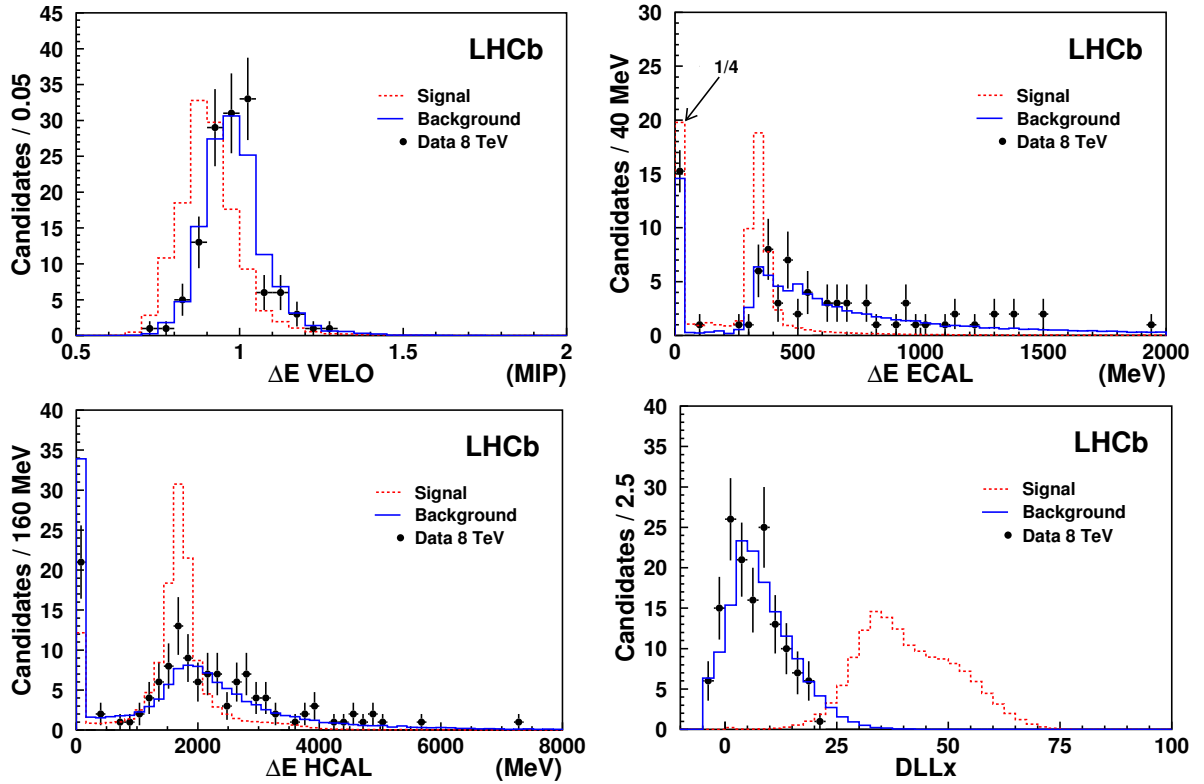 LHCb
Candidates / 0.05
45
40
35
30
25
20
15
10
5
0
Signal
Background
Data 8 TeV
0.5
1
1.5
2
ΔE VELO
(MIP)
LHCb
Candidates / 40 MeV
30
25
20
15
10
5
0
1/4
Signal
Background
Data 8 TeV
0
500
1000
1500
2000
ΔE ECAL
(MeV)
LHCb
Candidates / 160 MeV
40
35
30
25
20
15
10
5
0
Signal
Background
Data 8 TeV
0
2000
4000
6000
8000
ΔE HCAL
(MeV)
LHCb
Candidates / 2.5
40
35
30
25
20
15
10
5
0
Signal
Background
Data 8 TeV
0
25
50
75
100
DLLx